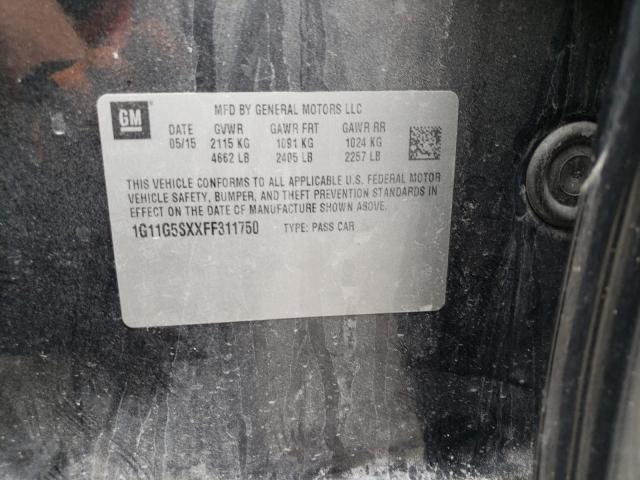 GM
MFD BY GENERAL MOTORS LLC
DATE GVWR GAWR FRT GAWR RR
05/15 2115 KG 1091 KG 1024 KG
4662 LB 2405 LB 2257 LB
THIS VEHICLE CONFORMS TO ALL APPLICABLE U.S. FEDERAL MOTOR
VEHICLE SAFETY, BUMPER, AND THEFT PREVENTION STANDARDS IN
EFFECT ON THE DATE OF MANUFACTURE SHOWN ABOVE.
1G11G5SXXFF311750 TYPE: PASS CAR